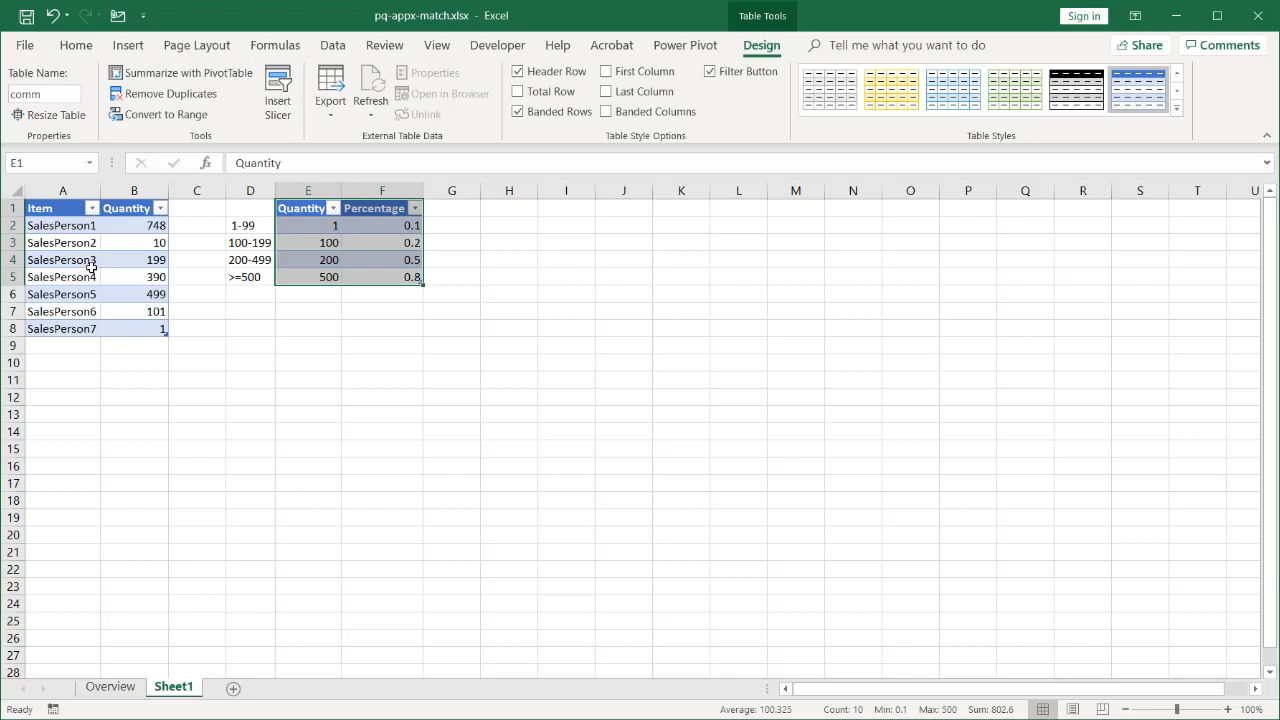 pq-appx-match.xlsx - Excel
Table Tools
Sign in
File Home Insert Page Layout Formulas Data Review View Developer Help Acrobat Power Pivot Design Tell me what you want to do Share Comments
Table Name:
comm
Resize Table
Properties
Summarize with PivotTable
Remove Duplicates
Convert to Range
Tools
Insert
Slicer
Export
Refresh
Properties
Open in Browser
Unlink
External Table Data
Header Row First Column Filter Button
Total Row Last Column
Banded Rows Banded Columns
Table Style Options
Table Styles
E1
fx
Quantity
A B C D E F G H I J K L M N O P Q R S T U
1 Item Quantity Quantity Percentage
2 SalesPerson1 748 1-99 1 0.1
3 SalesPerson2 10 100-199 100 0.2
4 SalesPerson3 199 200-499 200 0.5
5 SalesPerson4 390 >=500 500 0.8
6 SalesPerson5 499
7 SalesPerson6 101
8 SalesPerson7 1
9
10
11
12
13
14
15
16
17
18
19
20
21
22
23
24
25
26
27
28
Overview Sheet1
Ready Average: 100.325 Count: 10 Min: 0.1 Max: 500 Sum: 802.6 100%